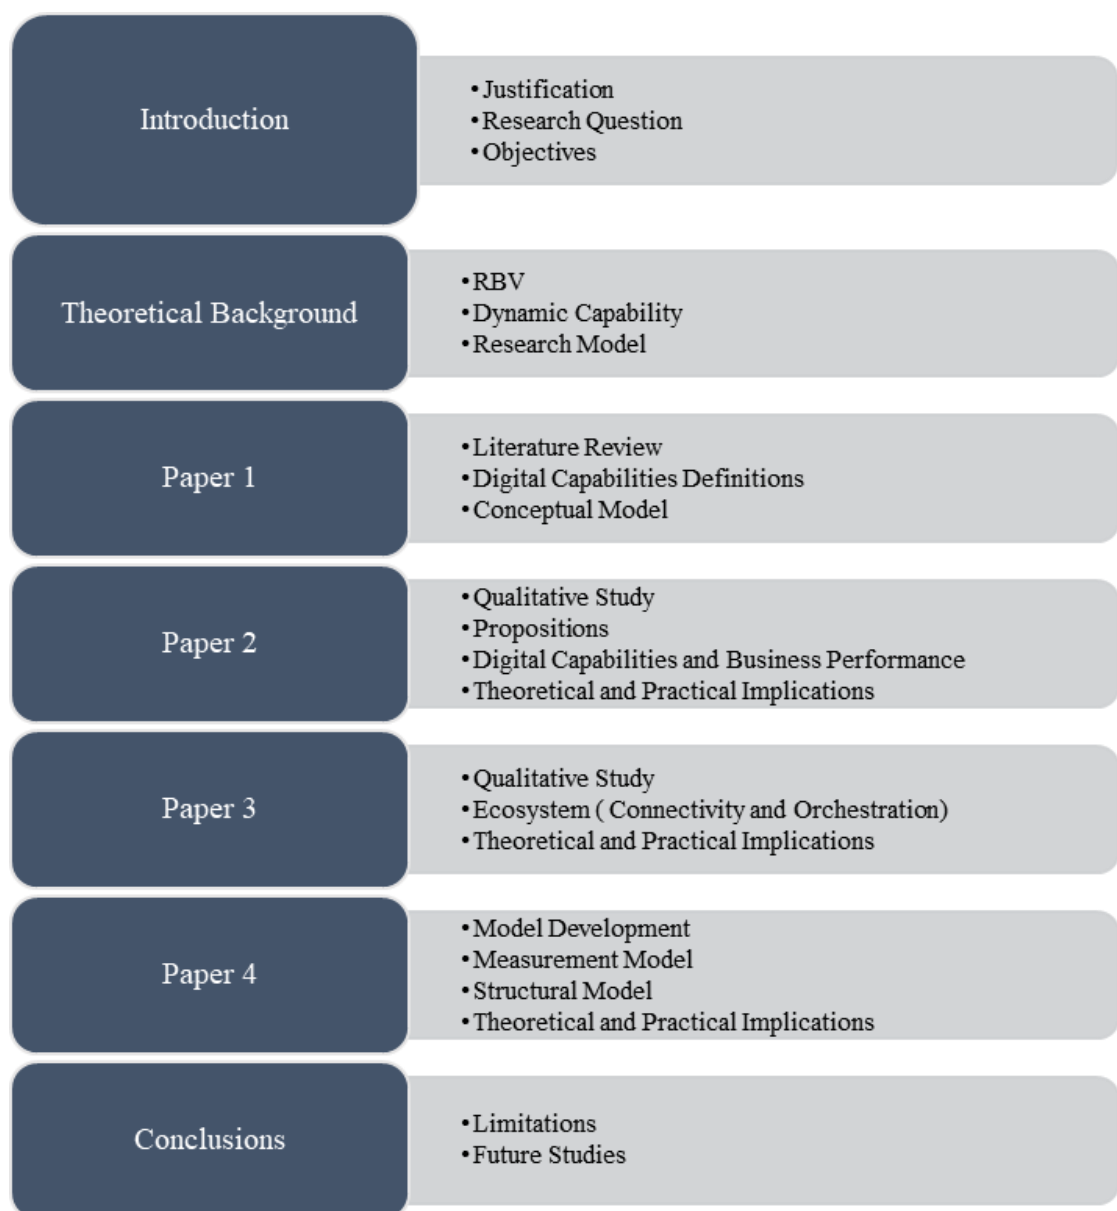 Introduction
• Justification
• Research Question
• Objectives
Theoretical Background
• RBV
• Dynamic Capability
• Research Model
Paper 1
• Literature Review
• Digital Capabilities Definitions
• Conceptual Model
Paper 2
• Qualitative Study
• Propositions
• Digital Capabilities and Business Performance
• Theoretical and Practical Implications
Paper 3
• Qualitative Study
• Ecosystem ( Connectivity and Orchestration)
• Theoretical and Practical Implications
Paper 4
• Model Development
• Measurement Model
• Structural Model
• Theoretical and Practical Implications
Conclusions
• Limitations
• Future Studies